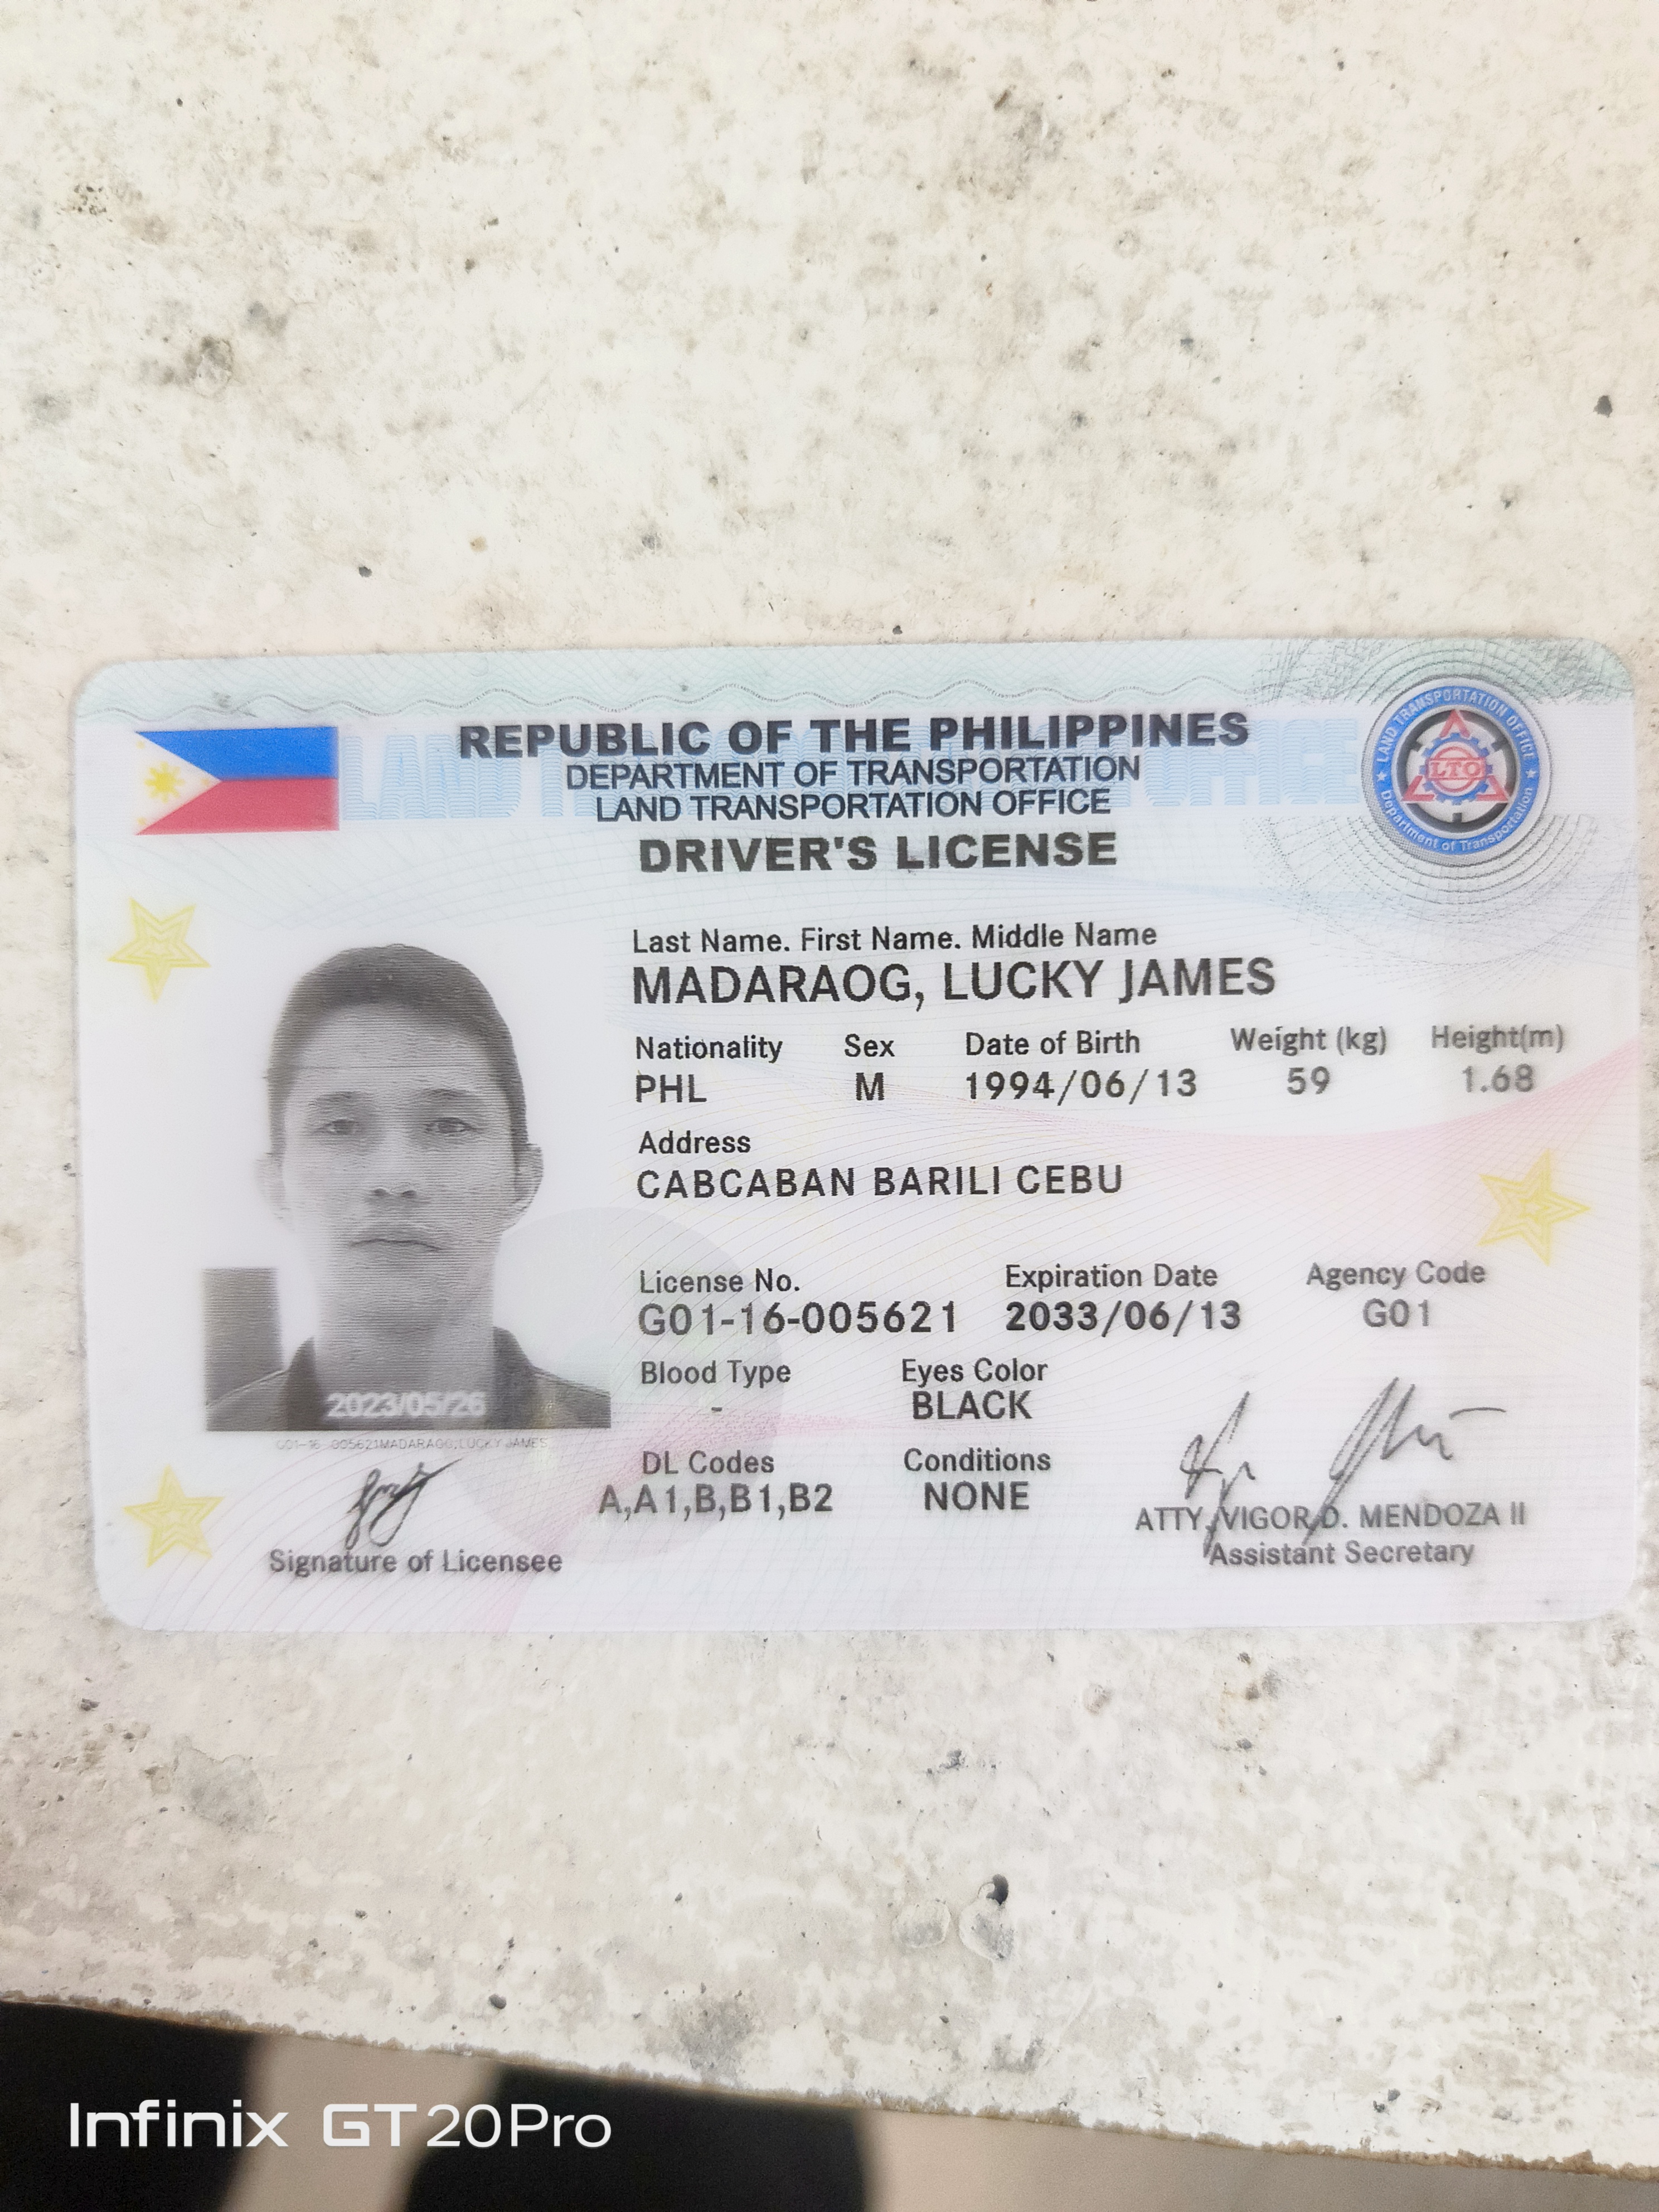 REPUBLIC OF THE PHILIPPINES
DEPARTMENT OF TRANSPORTATION
LAND TRANSPORTATION OFFICE
DRIVER'S LICENSE
LAND TRANSPORTATION OFFICE
LTO
Department of Transportation
Last Name. First Name. Middle Name
MADARAOG, LUCKY JAMES
Nationality Sex Date of Birth Weight (kg) Height(m)
PHL M 1994/06/13 59 1.68
Address
CABCABAN BARILI CEBU
License No. Expiration Date Agency Code
G01-16-005621 2033/06/13 G01
Blood Type Eyes Color
- BLACK
2023/05/26
G01-16-005621MADARAOG,LUCKY JAMES
DL Codes Conditions
A,A1,B,B1,B2 NONE
ATTY. VIGOR D. MENDOZA II
Assistant Secretary
Signature of Licensee
Infinix GT 20 Pro